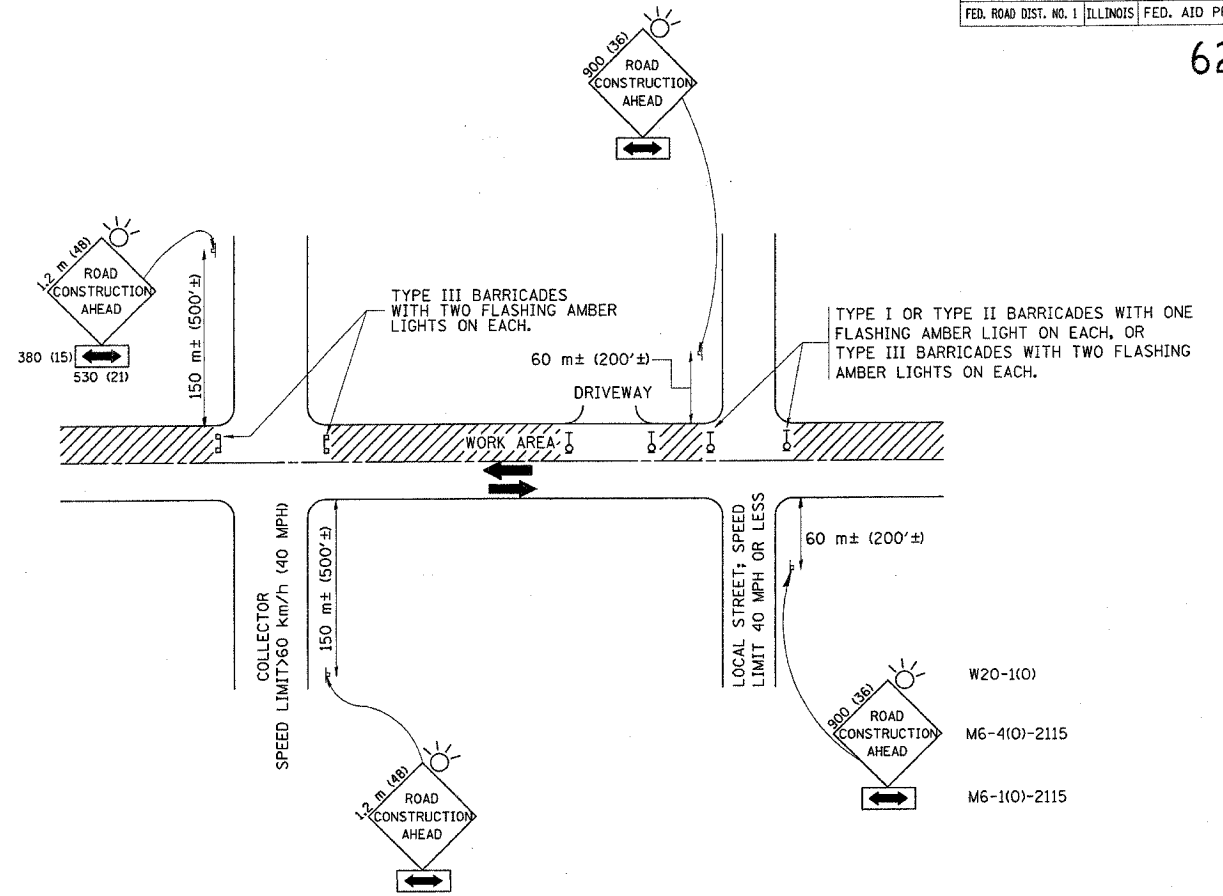 FED. ROAD DIST. NO. 1 ILLINOIS FED. AID PR
62
900 (36)
ROAD
CONSTRUCTION
AHEAD
1.2 m (48)
ROAD
CONSTRUCTION
AHEAD
380 (15)
530 (21)
150 m± (500'±)
TYPE III BARRICADES
WITH TWO FLASHING AMBER
LIGHTS ON EACH.
60 m± (200'±)
DRIVEWAY
TYPE I OR TYPE II BARRICADES WITH ONE
FLASHING AMBER LIGHT ON EACH, OR
TYPE III BARRICADES WITH TWO FLASHING
AMBER LIGHTS ON EACH.
WORK AREA
COLLECTOR
SPEED LIMIT>60 km/h (40 MPH)
150 m± (500'±)
LOCAL STREET; SPEED
LIMIT 40 MPH OR LESS
60 m± (200'±)
1.2 m (48)
ROAD
CONSTRUCTION
AHEAD
900 (36)
ROAD
CONSTRUCTION
AHEAD
W20-1(O)
M6-4(O)-2115
M6-1(O)-2115